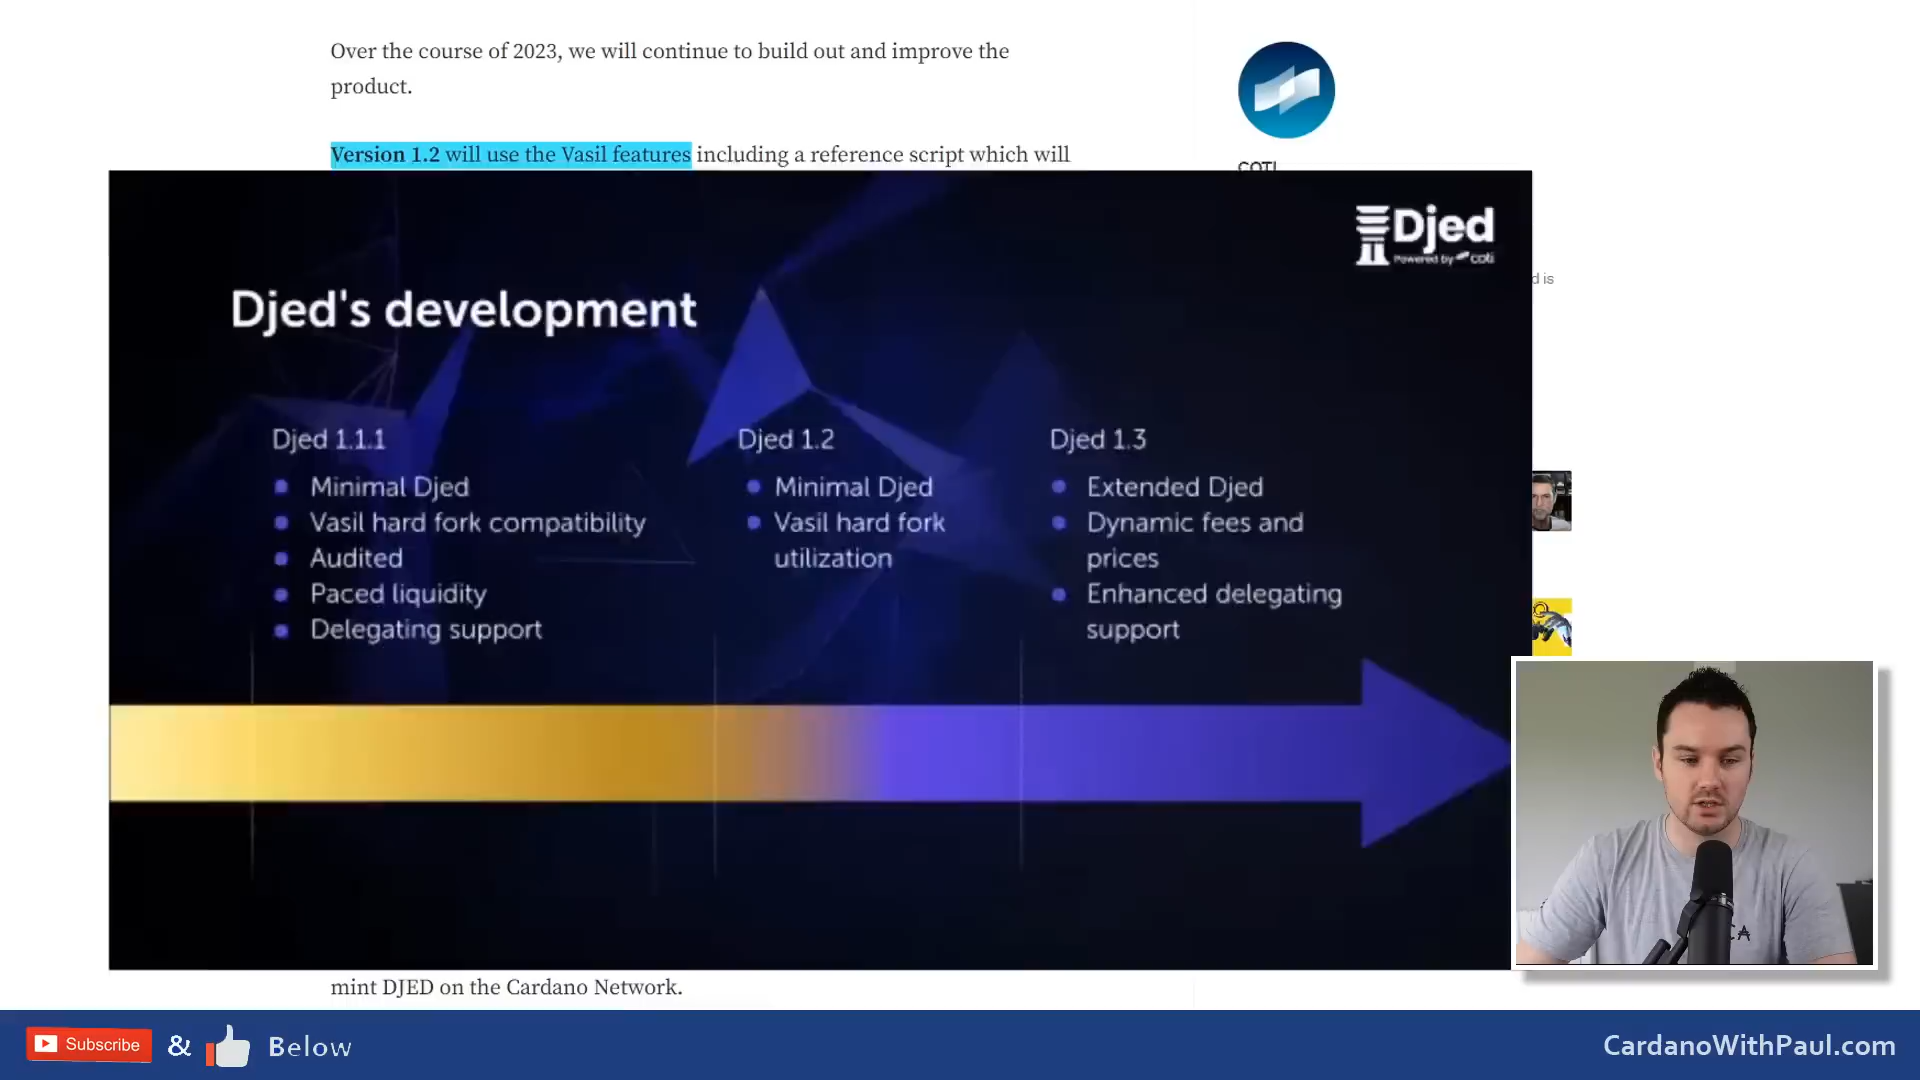 Over the course of 2023, we will continue to build out and improve the
product.
Version 1.2 will use the Vasil features including a reference script which will
COTI
d is
Djed
Powered by coti
Djed's development
Djed 1.1.1
Minimal Djed
Vasil hard fork compatibility
Audited
Paced liquidity
Delegating support
Djed 1.2
Minimal Djed
Vasil hard fork
utilization
Djed 1.3
Extended Djed
Dynamic fees and
prices
Enhanced delegating
support
mint DJED on the Cardano Network.
Subscribe & Below
CardanoWithPaul.com